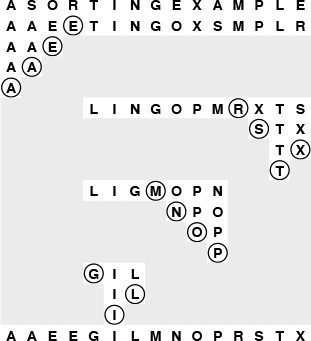 A S O R T I N G E X A M P L E
A A E E T I N G O X S M P L R
A A E
A A
A
L I N G O P M R X T S
S T X
T X
T
L I G M O P N
N P O
O P
P
G I L
I L
I
A A E E G I L M N O P R S T X